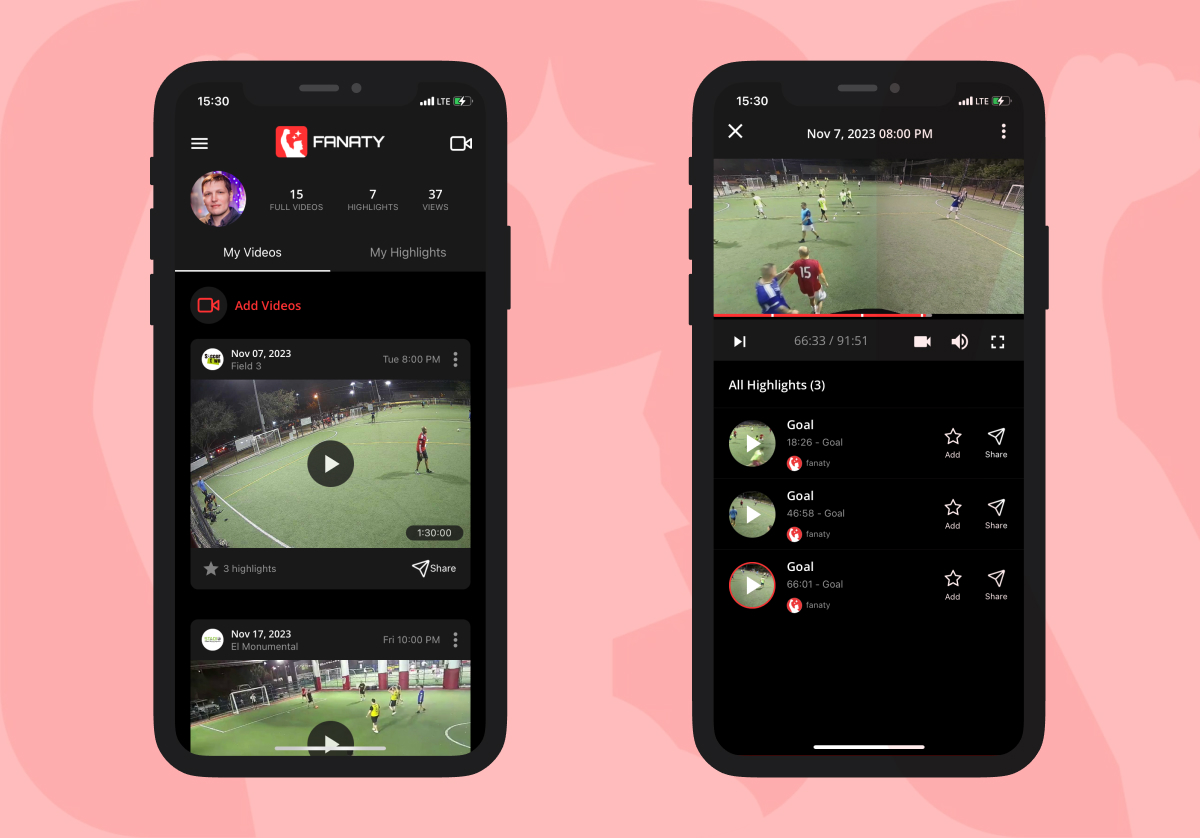 15:30
LTE
FANATY
15
7
37
FULL VIDEOS
HIGHLIGHTS
VIEWS
My Videos
My Highlights
Add Videos
Nov 07, 2023
Field 3
Tue 8:00 PM
1:30:00
3 highlights
Share
Nov 17, 2023
El Monumental
Fri 10:00 PM
15:30
LTE
Nov 7, 2023 08:00 PM
15
66:33 / 91:51
All Highlights (3)
Goal
18:26 - Goal
fanaty
Add
Share
Goal
46:58 - Goal
fanaty
Add
Share
Goal
66:01 - Goal
fanaty
Add
Share